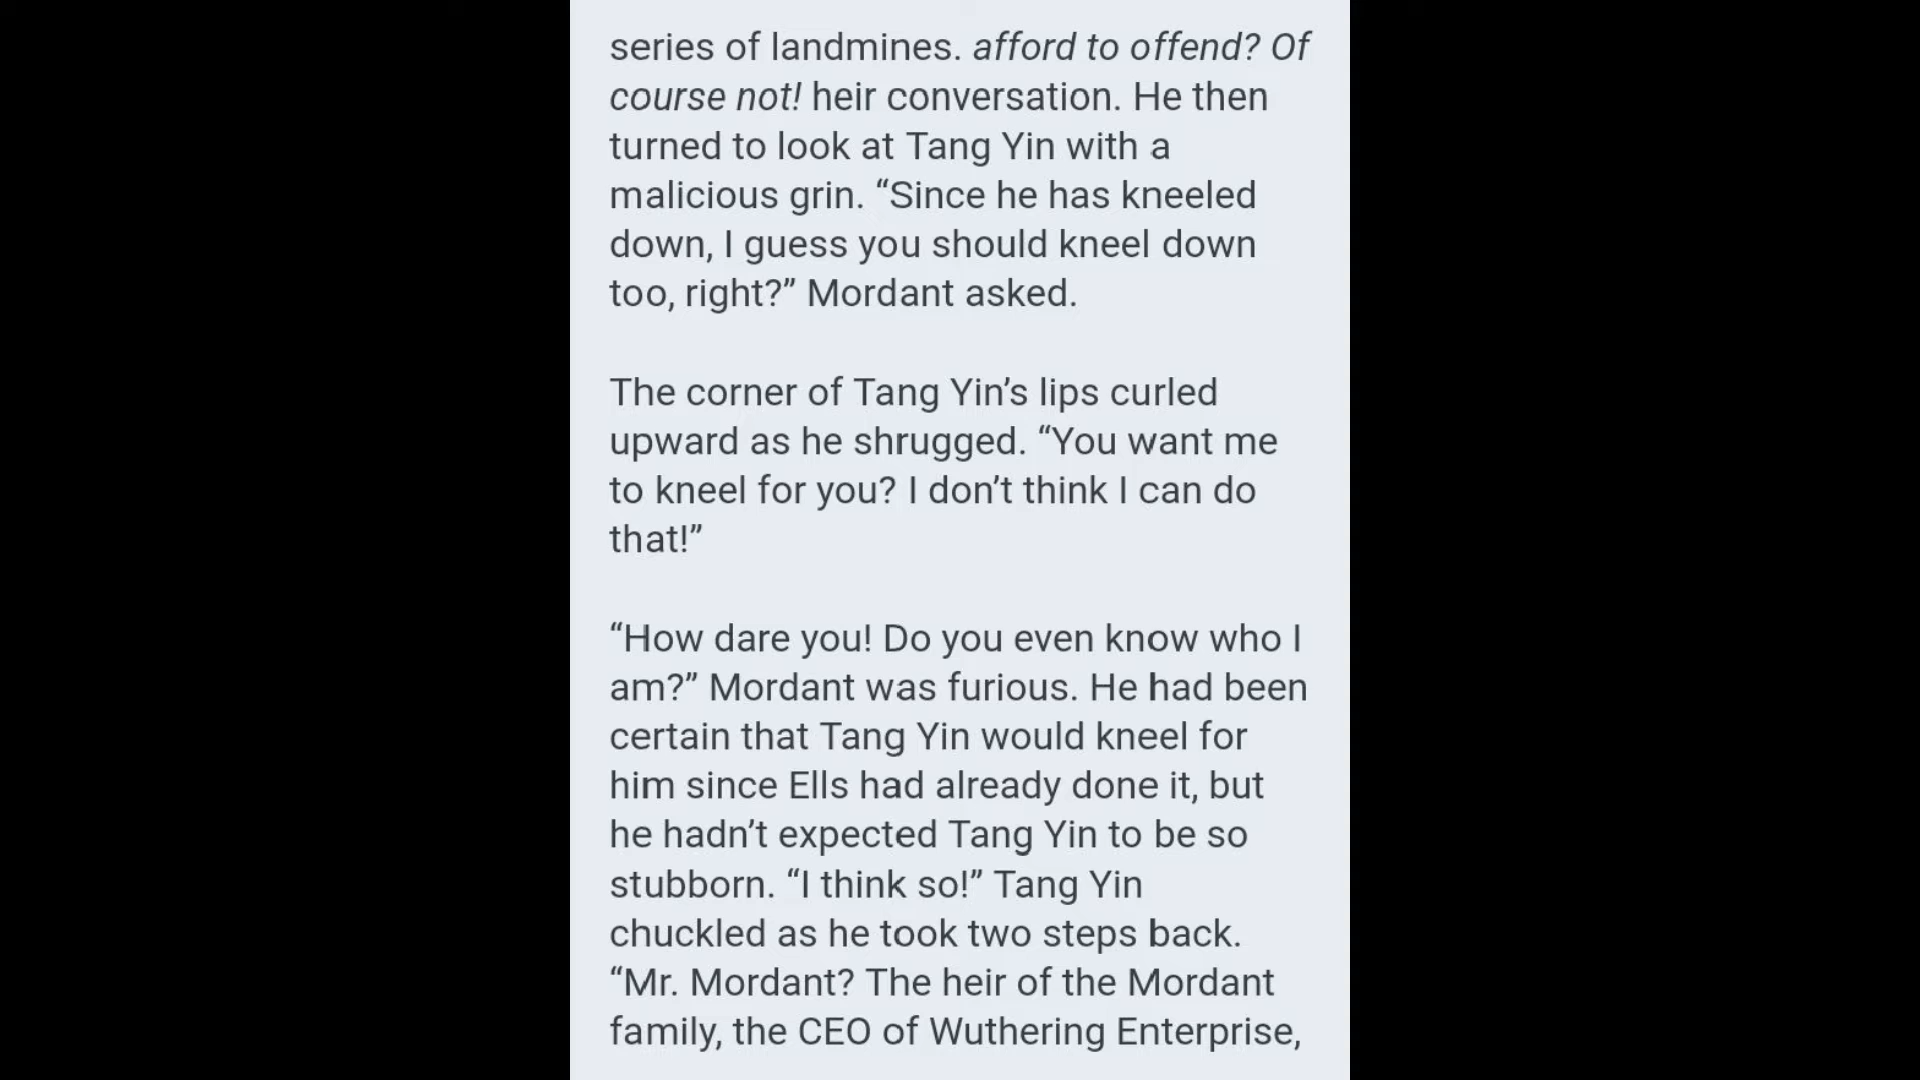 series of landmines. afford to offend? Of
course not! heir conversation. He then
turned to look at Tang Yin with a
malicious grin. “Since he has kneeled
down, I guess you should kneel down
too, right?” Mordant asked.
The corner of Tang Yin’s lips curled
upward as he shrugged. “You want me
to kneel for you? I don’t think I can do
that!”
“How dare you! Do you even know who I
am?” Mordant was furious. He had been
certain that Tang Yin would kneel for
him since Ells had already done it, but
he hadn’t expected Tang Yin to be so
stubborn. “I think so!” Tang Yin
chuckled as he took two steps back.
“Mr. Mordant? The heir of the Mordant
family, the CEO of Wuthering Enterprise,